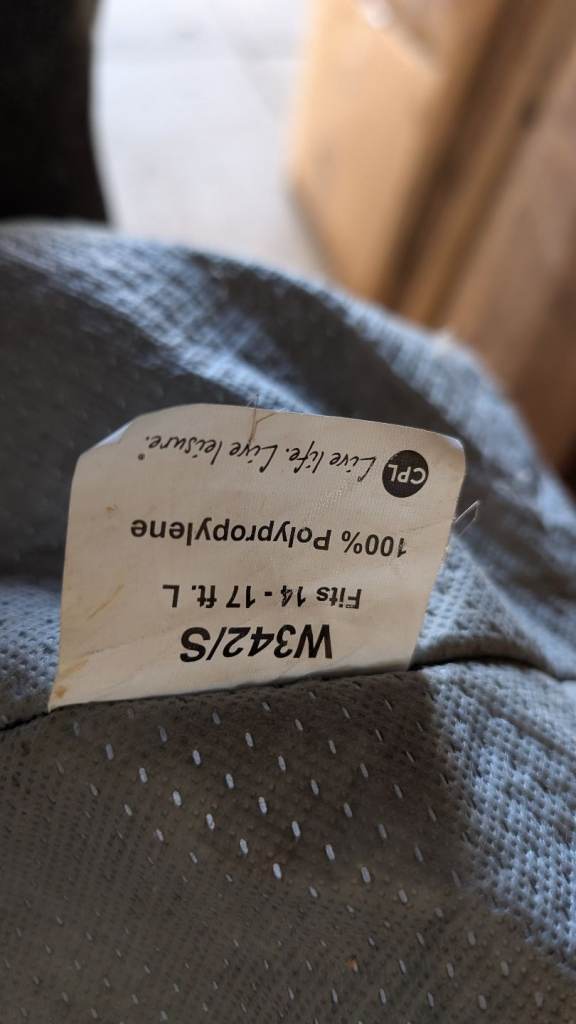 W342/S
Fits 14 - 17 ft. L
100% Polypropylene
CPL Live life. Live leisure.®